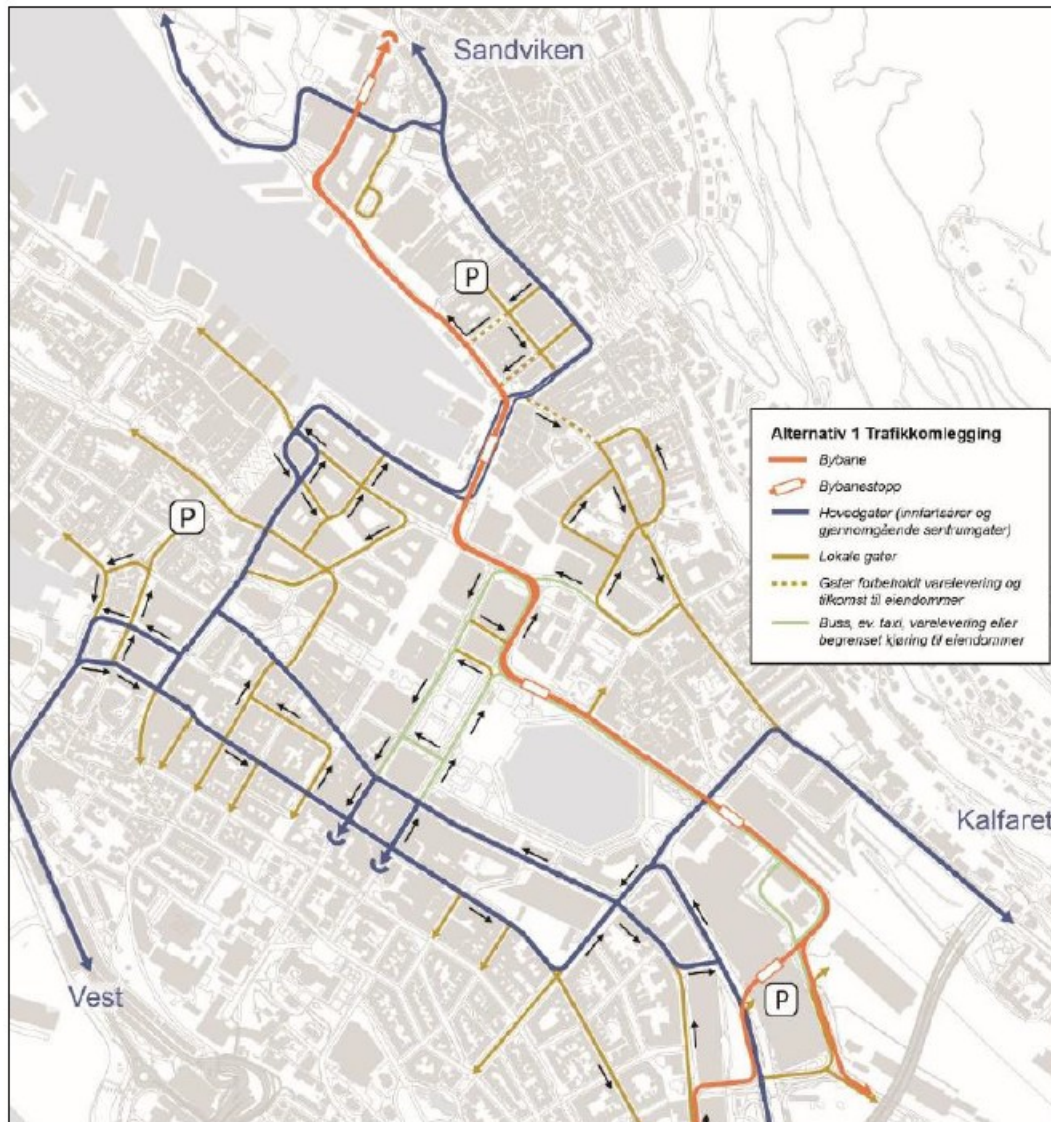 Sandviken
P
Alternativ 1 Trafikkomlegging
Bybane
Bybanestopp
Hovedgater (innfartsårer og
gjennomgående sentrumgater)
P
Lokale gater
Gater forbeholdt varelevering og
tilkomst til eiendommer
Buss, ev. taxi, varelevering eller
begrenset kjøring til eiendommer
Kalfaret
Vest
P